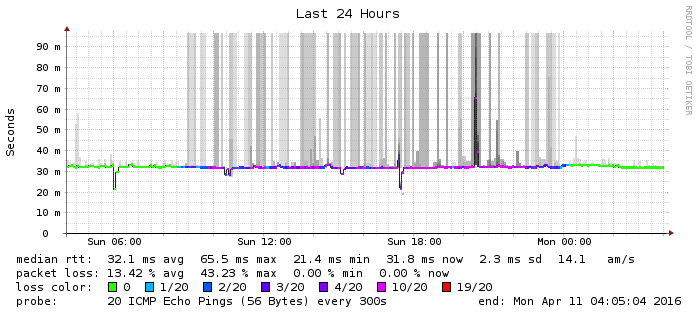 Last 24 Hours
RRDTOOL / TOBI OETIKER
Seconds
90 m
80 m
70 m
60 m
50 m
40 m
30 m
20 m
10 m
0
Sun 06:00 Sun 12:00 Sun 18:00 Mon 00:00
median rtt: 32.1 ms avg 65.5 ms max 21.4 ms min 31.8 ms now 2.3 ms sd 14.1 am/s
packet loss: 13.42 % avg 43.23 % max 0.00 % min 0.00 % now
loss color: 0 1/20 2/20 3/20 4/20 10/20 19/20
probe: 20 ICMP Echo Pings (56 Bytes) every 300s end: Mon Apr 11 04:05:04 2016